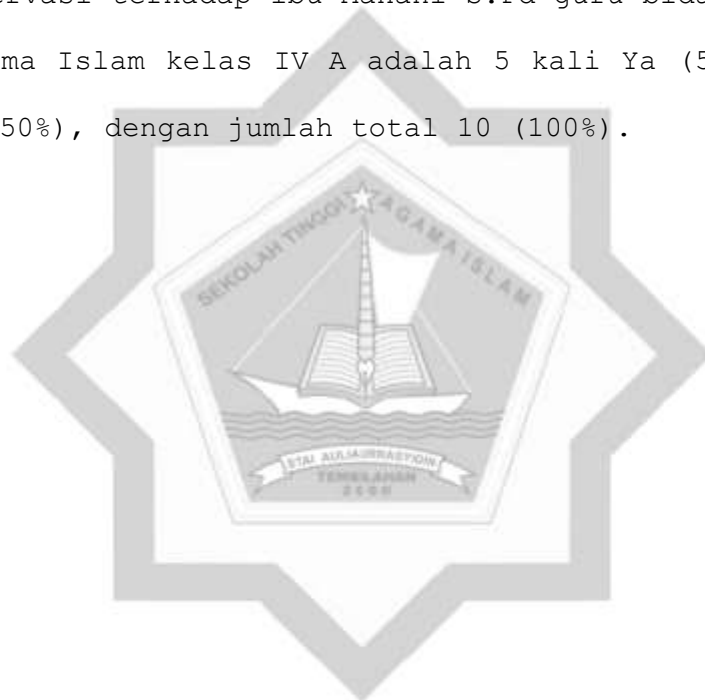 ma Islam kelas IV A adalah 5 kali Ya (5
50%), dengan jumlah total 10 (100%).
SEKOLAH TINGGI AGAMA ISLAM
STAI AULIAURRASYIDIN
TEMBILAHAN